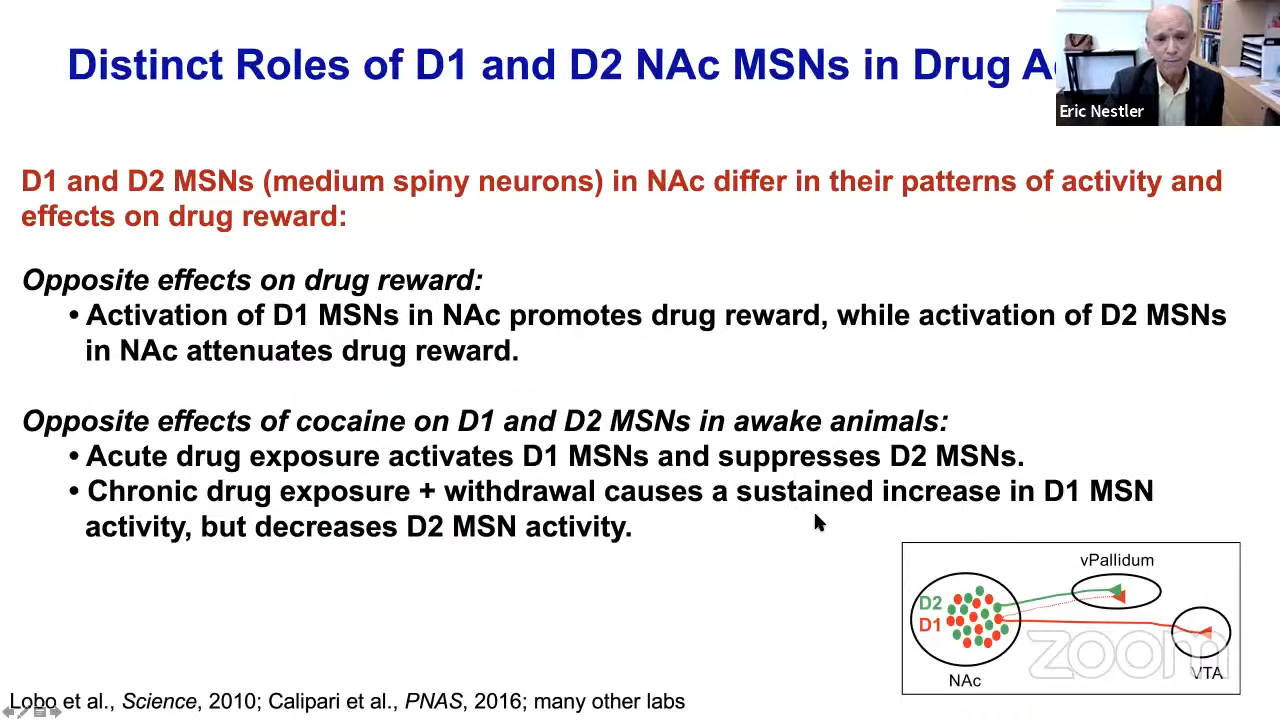 Distinct Roles of D1 and D2 NAc MSNs in Drug
Eric Nestler
D1 and D2 MSNs (medium spiny neurons) in NAc differ in their patterns of activity and
effects on drug reward:
Opposite effects on drug reward:
• Activation of D1 MSNs in NAc promotes drug reward, while activation of D2 MSNs
in NAc attenuates drug reward.
Opposite effects of cocaine on D1 and D2 MSNs in awake animals:
• Acute drug exposure activates D1 MSNs and suppresses D2 MSNs.
• Chronic drug exposure + withdrawal causes a sustained increase in D1 MSN
activity, but decreases D2 MSN activity.
vPallidum
D2
D1
zoom
NAc
VTA
Lobo et al., Science, 2010; Calipari et al., PNAS, 2016; many other labs